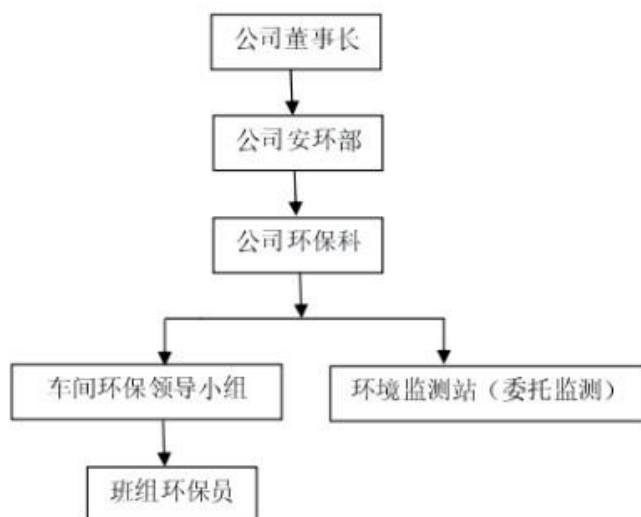 公司董事长
公司安环部
公司环保科
车间环保领导小组
环境监测站（委托监测）
班组环保员